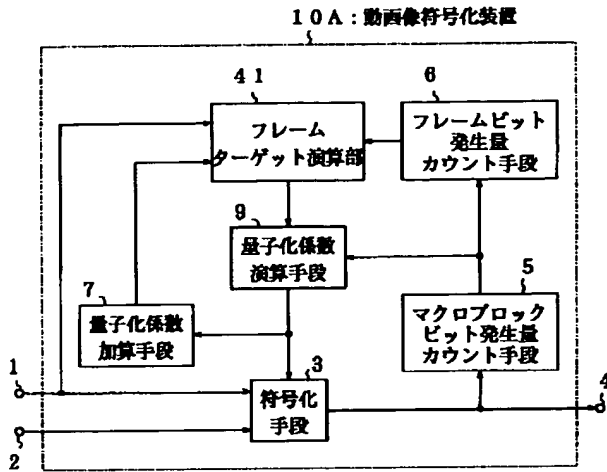 10A:動画像符号化装置
41
フレーム
ターゲット演算部
6
フレームビット
発生量
カウント手段
9
量子化係数
演算手段
7
量子化係数
加算手段
5
マクロブロック
ビット発生量
カウント手段
1
3
符号化
手段
4
2